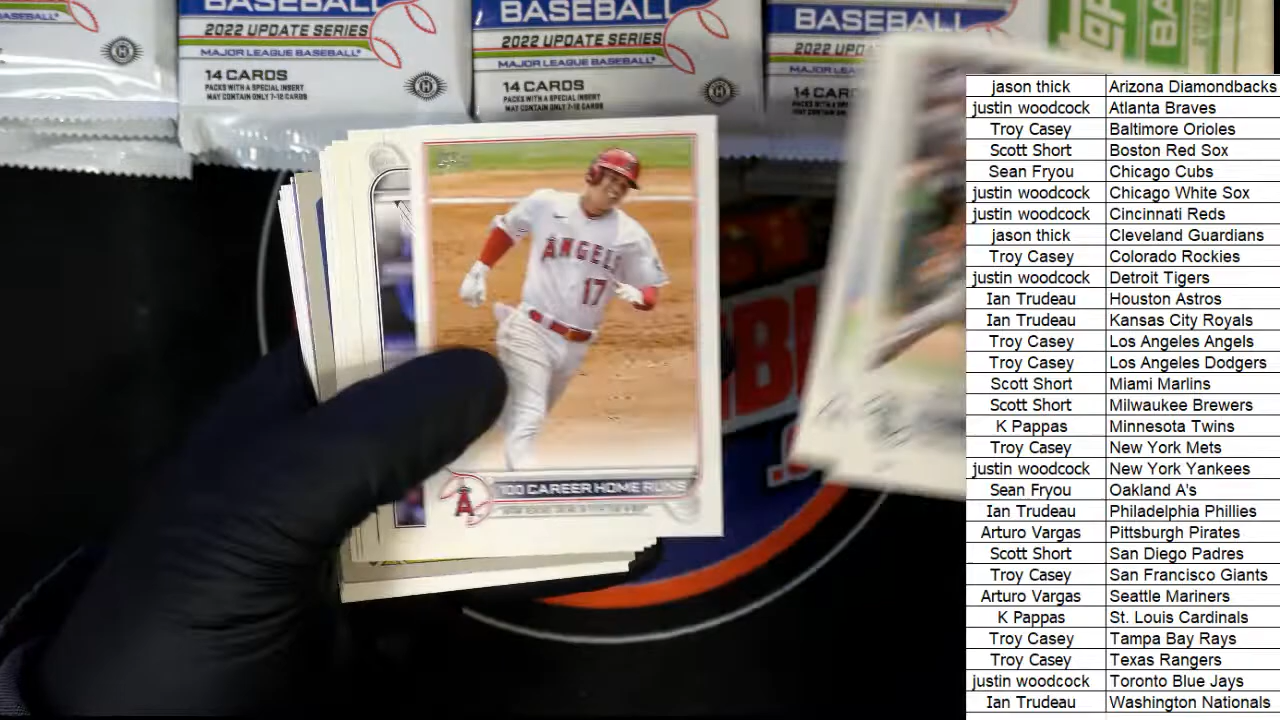 BASEBALL
2022 UPDATE SERIES
MAJOR LEAGUE BASEBALL
14 CARDS
PACKS WITH A SPECIAL INSERT
MAY CONTAIN ONLY 7-12 CARDS
BASEBALL
2022 UPDATE SERIES
MAJOR LEAGUE BASEBALL
14 CARDS
PACKS WITH A SPECIAL INSERT
MAY CONTAIN ONLY 7-12 CARDS
BASEBALL
2022 UPD
14 CAR
ANGELS
17
A
100 CAREER HOME RUNS
jason thick Arizona Diamondbacks
justin woodcock Atlanta Braves
Troy Casey Baltimore Orioles
Scott Short Boston Red Sox
Sean Fryou Chicago Cubs
justin woodcock Chicago White Sox
justin woodcock Cincinnati Reds
jason thick Cleveland Guardians
Troy Casey Colorado Rockies
justin woodcock Detroit Tigers
Ian Trudeau Houston Astros
Ian Trudeau Kansas City Royals
Troy Casey Los Angeles Angels
Troy Casey Los Angeles Dodgers
Scott Short Miami Marlins
Scott Short Milwaukee Brewers
K Pappas Minnesota Twins
Troy Casey New York Mets
justin woodcock New York Yankees
Sean Fryou Oakland A's
Ian Trudeau Philadelphia Phillies
Arturo Vargas Pittsburgh Pirates
Scott Short San Diego Padres
Troy Casey San Francisco Giants
Arturo Vargas Seattle Mariners
K Pappas St. Louis Cardinals
Troy Casey Tampa Bay Rays
Troy Casey Texas Rangers
justin woodcock Toronto Blue Jays
Ian Trudeau Washington Nationals